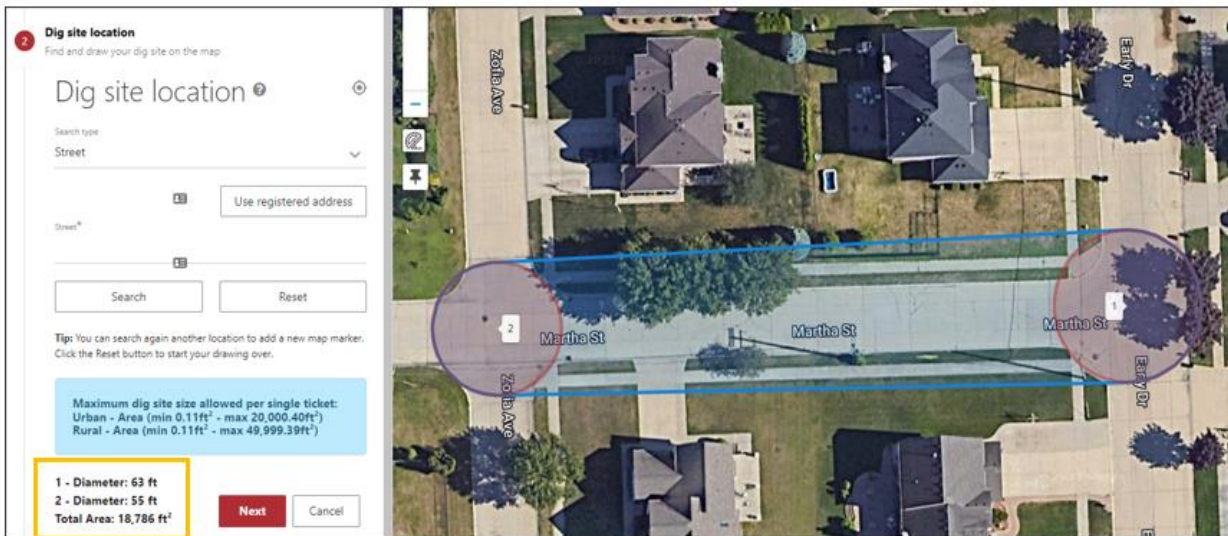 2
Dig site location
Find and draw your dig site on the map
Dig site location ?
Search type
Street
Use registered address
Street*
Search
Reset
Tip: You can search again another location to add a new map marker.
Click the Reset button to start your drawing over.
Maximum dig site size allowed per single ticket:
Urban - Area (min 0.11ft² - max 20,000.40ft²)
Rural - Area (min 0.11ft² - max 49,999.39ft²)
1 - Diameter: 63 ft
2 - Diameter: 55 ft
Total Area: 18,786 ft²
Next
Cancel
Zofia Ave
Early Dr
2
Martha St
Martha St
Martha St
1
Zofia Ave
Early Dr
E